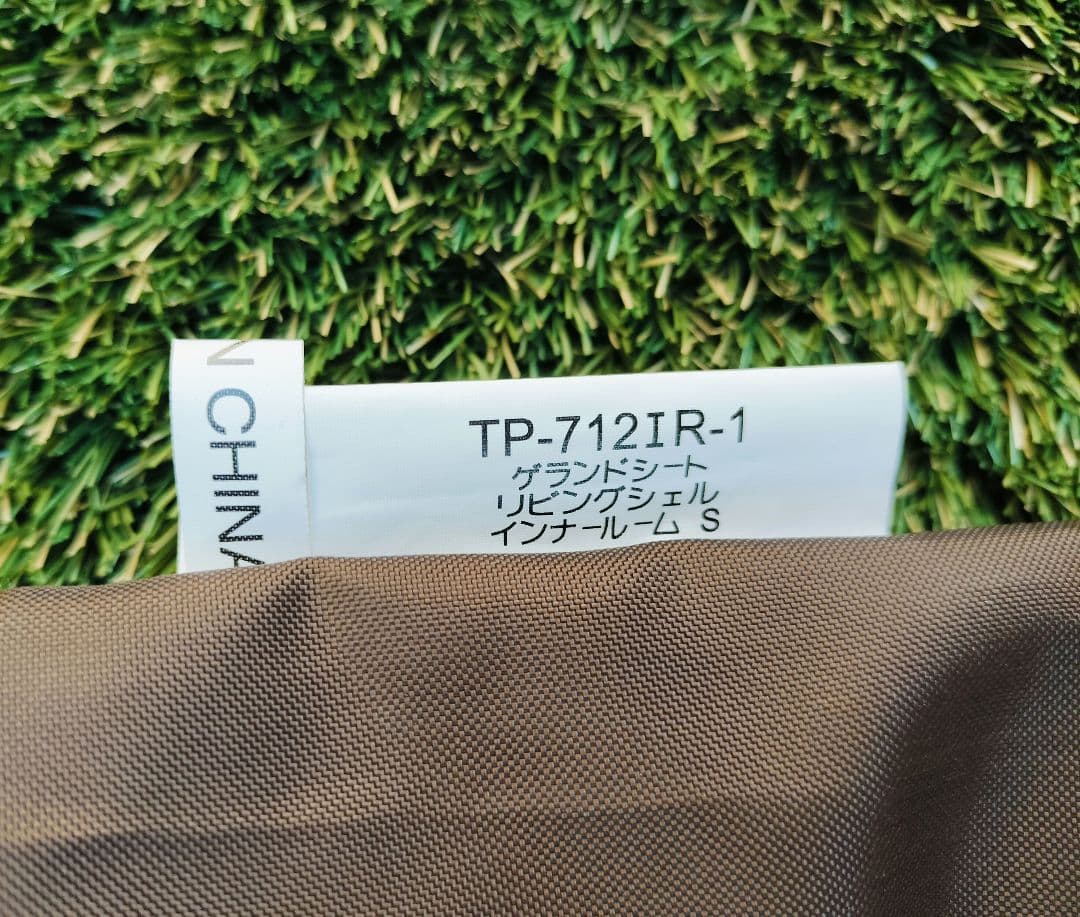 N CHINA
TP-712IR-1
ゲランドシート
リビングシェル
インナールーム S